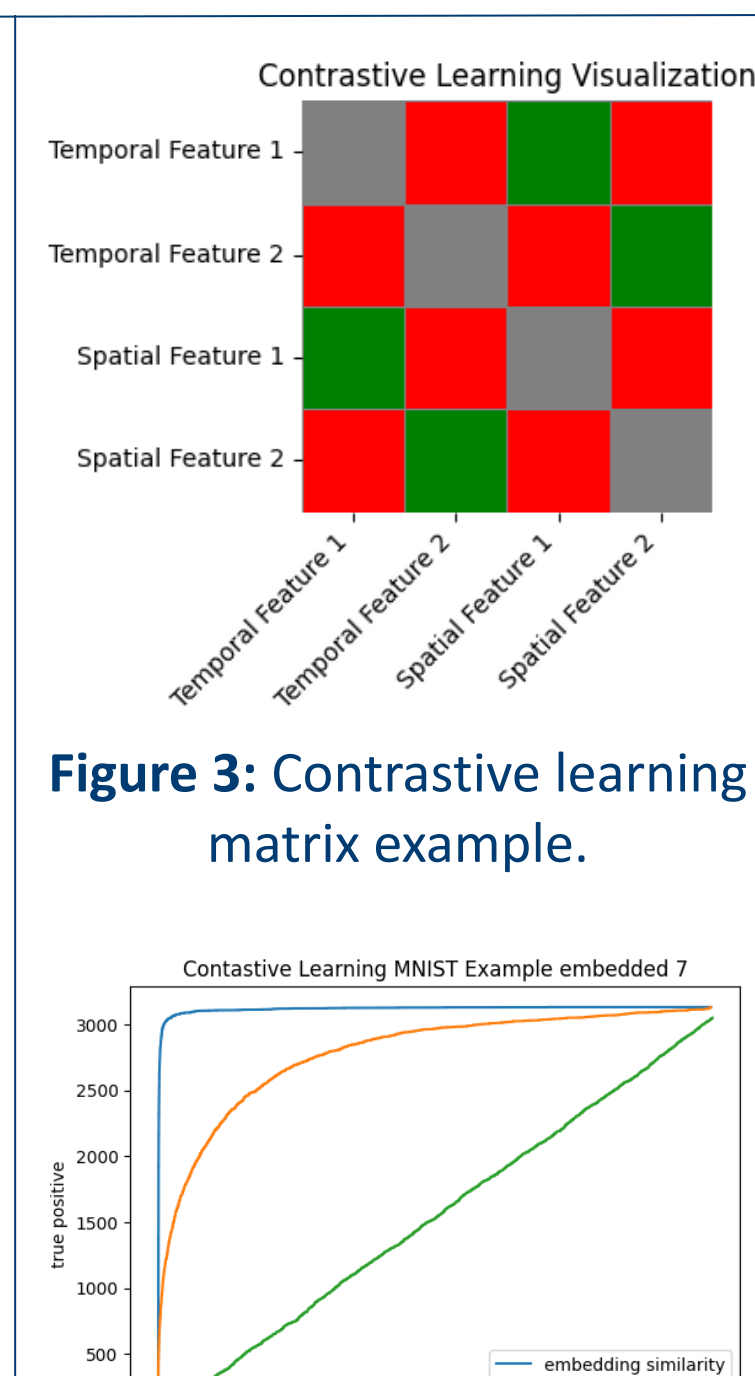 Contrastive Learning Visualization
Temporal Feature 1
Temporal Feature 2
Spatial Feature 1
Spatial Feature 2
Temporal Feature 1
Temporal Feature 2
Spatial Feature 1
Spatial Feature 2
Figure 3: Contrastive learning
matrix example.
Contastive Learning MNIST Example embedded 7
3000
2500
2000
1500
1000
500
true positive
embedding similarity